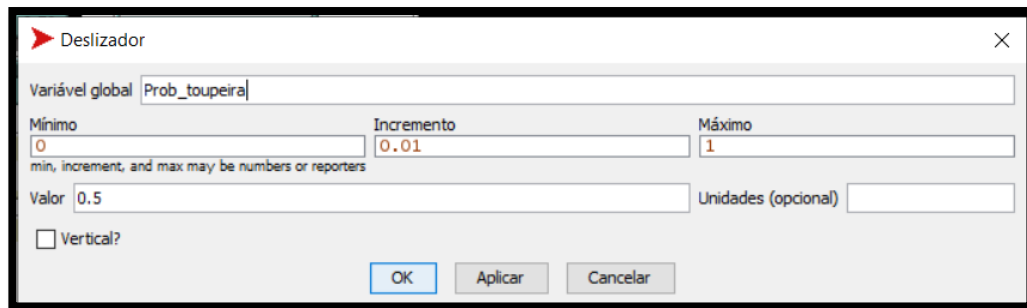 Deslizador
Variável global Prob_toupeira
Mínimo Incremento Máximo
0 0.01 1
min, increment, and max may be numbers or reporters
Valor 0.5 Unidades (opcional)
Vertical?
OK Aplicar Cancelar